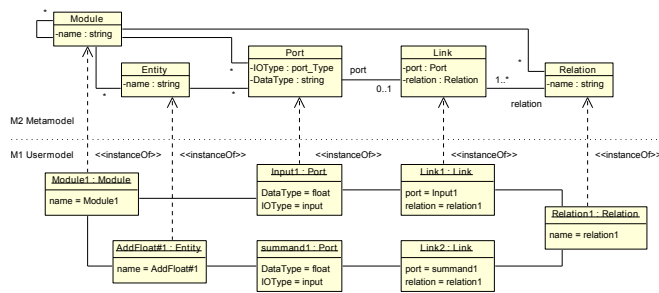 Module
-name : string
*
*
*
*
*
Entity
-name : string
Port
-IOType : port_Type
-DataType : string
port
0..1
Link
-port : Port
-relation : Relation
1..*
relation
Relation
-name : string
M2 Metamodel
M1 Usermodel
<<instanceOf>>
<<instanceOf>>
<<instanceOf>>
<<instanceOf>>
<<instanceOf>>
Module1 : Module
name = Module1
Input1 : Port
DataType = float
IOType = input
Link1 : Link
port = Input1
relation = relation1
Relation1 : Relation
name = relation1
AddFloat#1 : Entity
name = AddFloat#1
summand1 : Port
DataType = float
IOType = input
Link2 : Link
port = summand1
relation = relation1